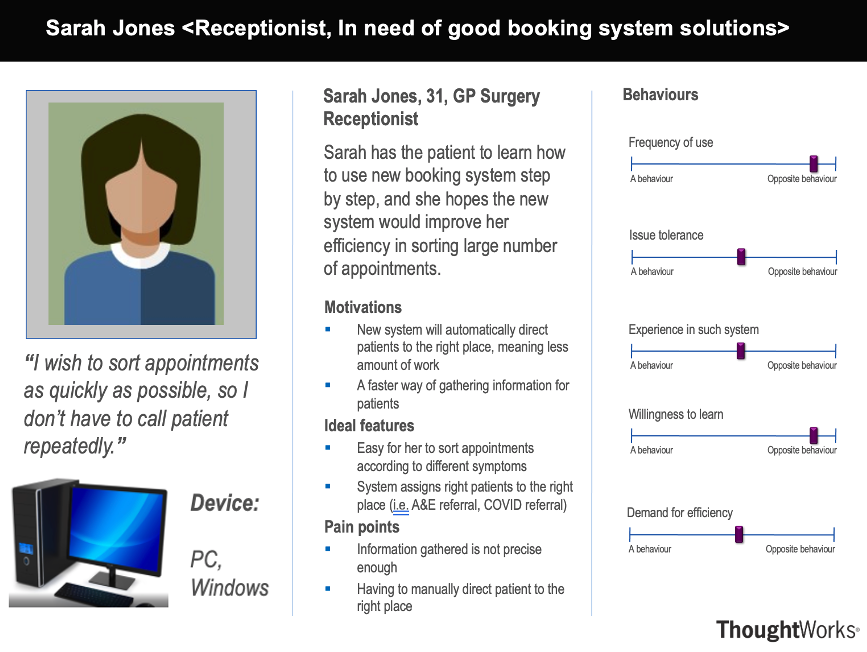 Sarah Jones <Receptionist, In need of good booking system solutions>
“I wish to sort appointments
as quickly as possible, so I
don’t have to call patient
repeatedly.”
Device:
PC,
Windows
Sarah Jones, 31, GP Surgery
Receptionist
Sarah has the patient to learn how
to use new booking system step
by step, and she hopes the new
system would improve her
efficiency in sorting large number
of appointments.
Motivations
▪ New system will automatically direct
patients to the right place, meaning less
amount of work
▪ A faster way of gathering information for
patients
Ideal features
▪ Easy for her to sort appointments
according to different symptoms
▪ System assigns right patients to the right
place (i.e. A&E referral, COVID referral)
Pain points
▪ Information gathered is not precise
enough
▪ Having to manually direct patient to the
right place
Behaviours
Frequency of use
A behaviour Opposite behaviour
Issue tolerance
A behaviour Opposite behaviour
Experience in such system
A behaviour Opposite behaviour
Willingness to learn
A behaviour Opposite behaviour
Demand for efficiency
A behaviour Opposite behaviour
ThoughtWorks®